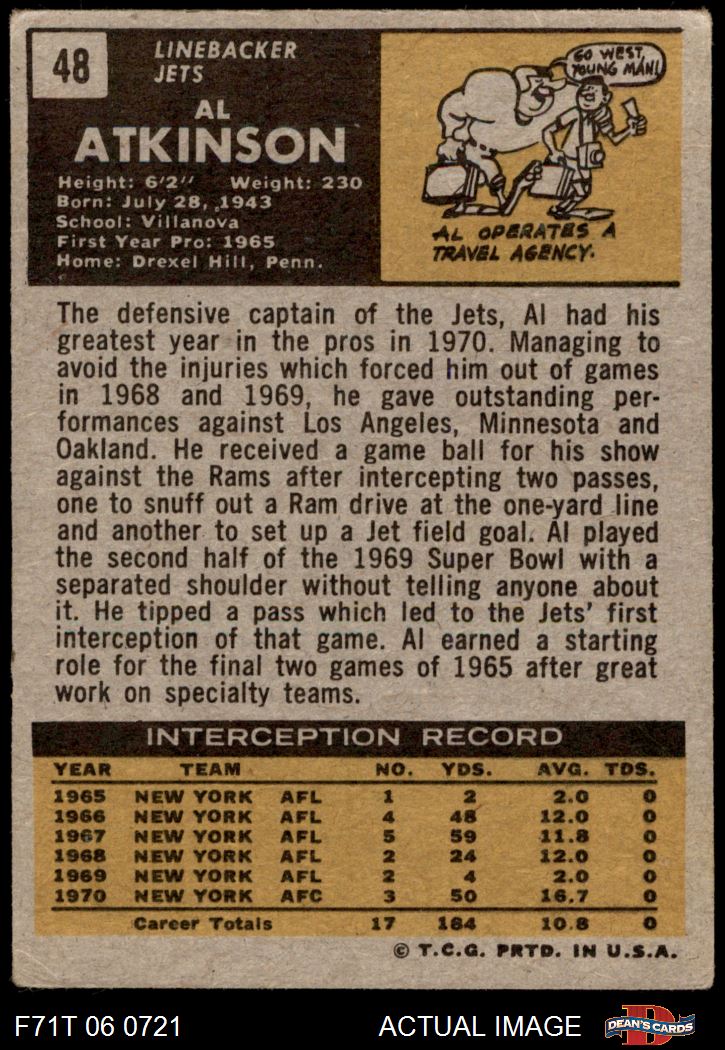 48
LINEBACKER
JETS
AL
ATKINSON
Height: 6'2'' Weight: 230
Born: July 28, 1943
School: Villanova
First Year Pro: 1965
Home: Drexel Hill, Penn.
GO WEST,
YOUNG MAN!
AL OPERATES A
TRAVEL AGENCY.
The defensive captain of the Jets, Al had his
greatest year in the pros in 1970. Managing to
avoid the injuries which forced him out of games
in 1968 and 1969, he gave outstanding per-
formances against Los Angeles, Minnesota and
Oakland. He received a game ball for his show
against the Rams after intercepting two passes,
one to snuff out a Ram drive at the one-yard line
and another to set up a Jet field goal. Al played
the second half of the 1969 Super Bowl with a
separated shoulder without telling anyone about
it. He tipped a pass which led to the Jets' first
interception of that game. Al earned a starting
role for the final two games of 1965 after great
work on specialty teams.
INTERCEPTION RECORD
YEAR TEAM NO. YDS. AVG. TDS.
1965 NEW YORK AFL 1 2 2.0 0
1966 NEW YORK AFL 4 48 12.0 0
1967 NEW YORK AFL 5 59 11.8 0
1968 NEW YORK AFL 2 24 12.0 0
1969 NEW YORK AFL 2 4 2.0 0
1970 NEW YORK AFC 3 50 16.7 0
Career Totals 17 184 10.8 0
© T.C.G. PRTD. IN U.S.A.
F71T 06 0721 ACTUAL IMAGE
D
DEAN'S CARDS